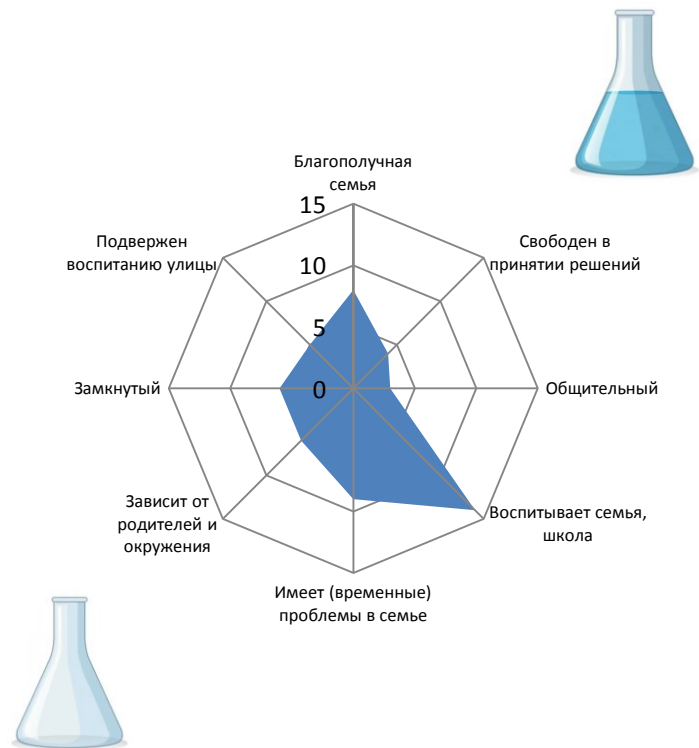 Благополучная
семья
15
Подвержен
воспитанию улицы
Свободен в
принятии решений
10
5
Замкнутый
0
Общительный
Зависит от
родителей и
окружения
Воспитывает семья,
школа
Имеет (временные)
проблемы в семье